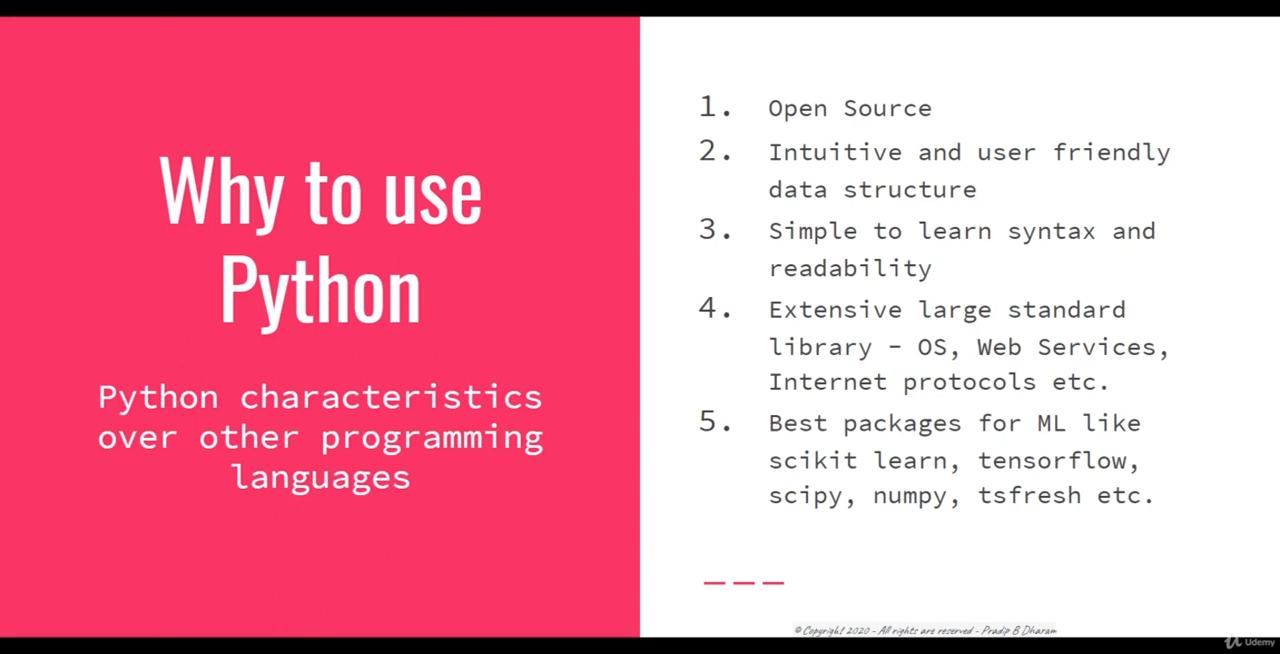 Why to use
Python
Python characteristics
over other programming
languages
1. Open Source
2. Intuitive and user friendly
data structure
3. Simple to learn syntax and
readability
4. Extensive large standard
library - OS, Web Services,
Internet protocols etc.
5. Best packages for ML like
scikit learn, tensorflow,
scipy, numpy, tsfresh etc.
© Copyright 2020 - All rights are reserved - Pradip B Dharam
Udemy